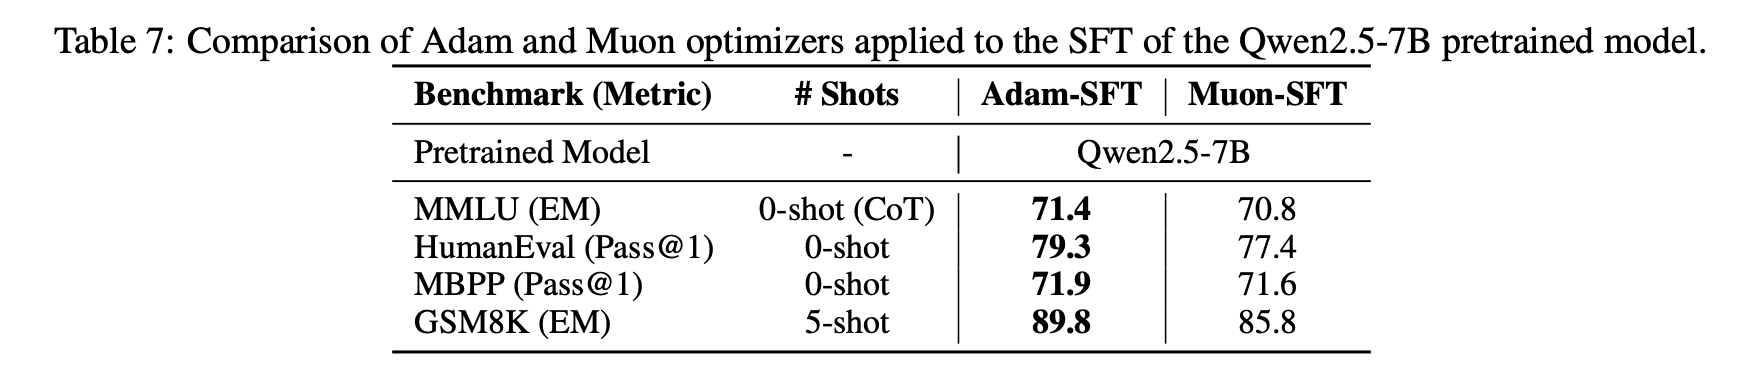 Table 7: Comparison of Adam and Muon optimizers applied to the SFT of the Qwen2.5-7B pretrained model.
Benchmark (Metric) # Shots Adam-SFT Muon-SFT
Pretrained Model - Qwen2.5-7B
MMLU (EM) 0-shot (CoT) 71.4 70.8
HumanEval (Pass@1) 0-shot 79.3 77.4
MBPP (Pass@1) 0-shot 71.9 71.6
GSM8K (EM) 5-shot 89.8 85.8